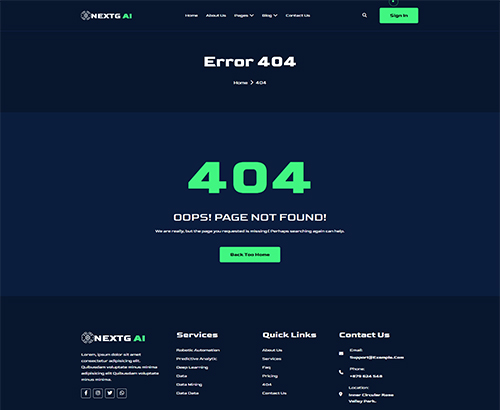 NEXTG AI
Home About Us Pages Blog Contact Us
Sign In
Error 404
Home > 404
404
OOPS! PAGE NOT FOUND!
We are really, but the page you requested is missing! Perhaps searching again can help.
Back Too Home
NEXTG AI
Lorem, ipsum dolor sit amet
consectetur adipisicing elit.
Quibusdam voluptate minus minima
adipisicing elit Quibusdam voluptate
minus minima.
Services
Robotic Automation
Predictive Analytic
Deep Learning
Data
Gate Mining
Gate Data
Quick Links
About Us
Services
Faq
Pricing
404
Contact Us
Contact Us
Email:
Support@Example.Com
Phone:
+879 634 548
Location:
Inner Circular Road
Valley Park.